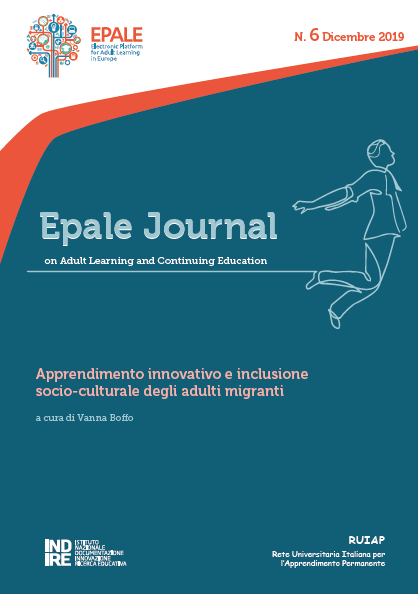 EPALE
Electronic Platform
for Adult Learning
in Europe
N. 6 Dicembre 2019
Epale Journal
on Adult Learning and Continuing Education
Apprendimento innovativo e inclusione
socio-culturale degli adulti migranti
a cura di Vanna Boffo
IND
IRE
ISTITUTO
NAZIONALE
DOCUMENTAZIONE
INNOVAZIONE
RICERCA EDUCATIVA
RUIAP
Rete Universitaria Italiana per
l'Apprendimento Permanente